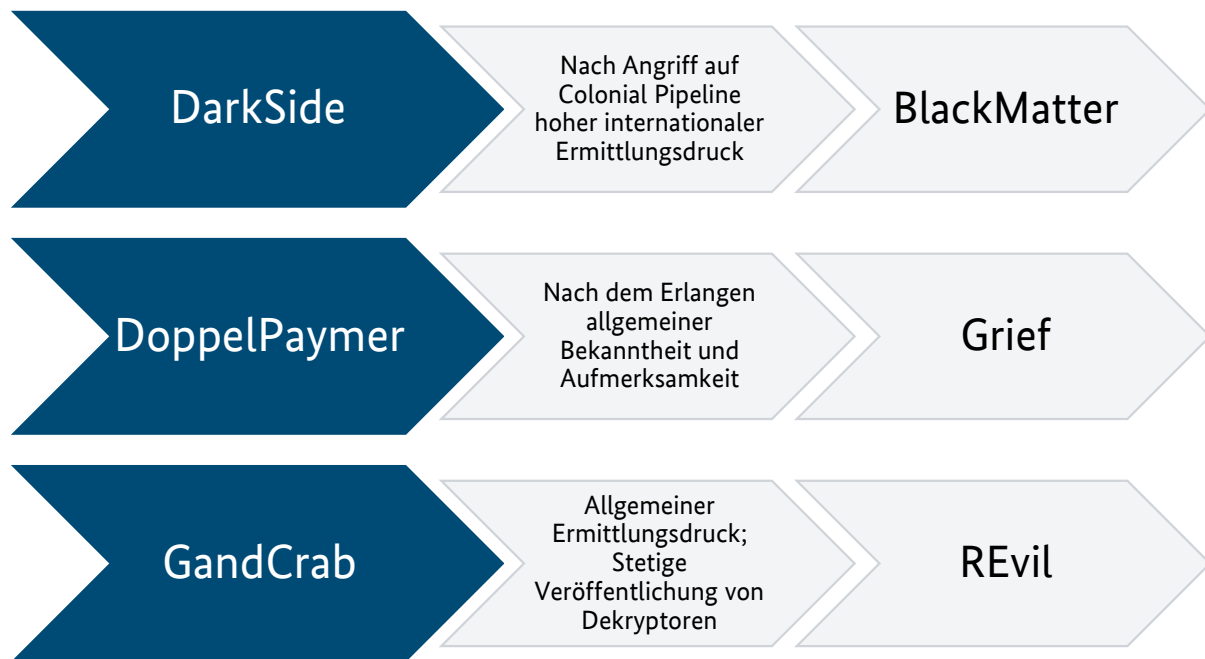 DarkSide
Nach Angriff auf
Colonial Pipeline
hoher internationaler
Ermittlungsdruck
BlackMatter
DoppelPaymer
Nach dem Erlangen
allgemeiner
Bekanntheit und
Aufmerksamkeit
Grief
GandCrab
Allgemeiner
Ermittlungsdruck;
Stetige
Veröffentlichung von
Dekryptoren
REvil